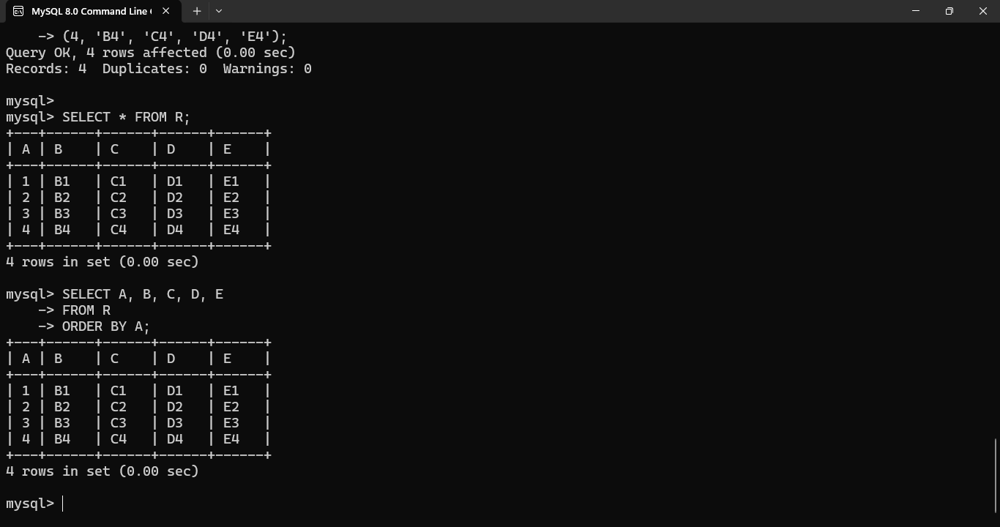 MySQL 8.0 Command Line
-> (4, 'B4', 'C4', 'D4', 'E4');
Query OK, 4 rows affected (0.00 sec)
Records: 4  Duplicates: 0  Warnings: 0
mysql>
mysql> SELECT * FROM R;
+---+------+------+------+------+
| A | B    | C    | D    | E    |
+---+------+------+------+------+
| 1 | B1   | C1   | D1   | E1   |
| 2 | B2   | C2   | D2   | E2   |
| 3 | B3   | C3   | D3   | E3   |
| 4 | B4   | C4   | D4   | E4   |
+---+------+------+------+------+
4 rows in set (0.00 sec)
mysql> SELECT A, B, C, D, E
    -> FROM R
    -> ORDER BY A;
+---+------+------+------+------+
| A | B    | C    | D    | E    |
+---+------+------+------+------+
| 1 | B1   | C1   | D1   | E1   |
| 2 | B2   | C2   | D2   | E2   |
| 3 | B3   | C3   | D3   | E3   |
| 4 | B4   | C4   | D4   | E4   |
+---+------+------+------+------+
4 rows in set (0.00 sec)
mysql>